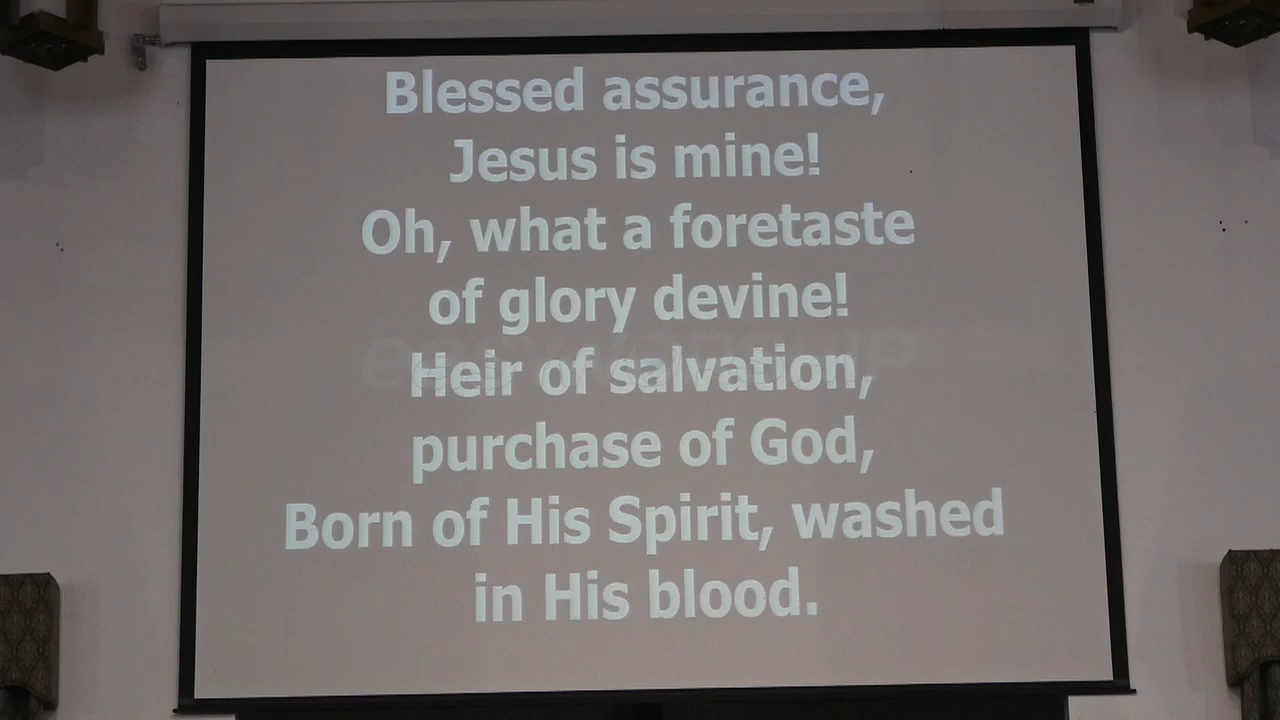 Blessed assurance,
Jesus is mine!
Oh, what a foretaste
of glory devine!
Heir of salvation,
purchase of God,
Born of His Spirit, washed
in His blood.